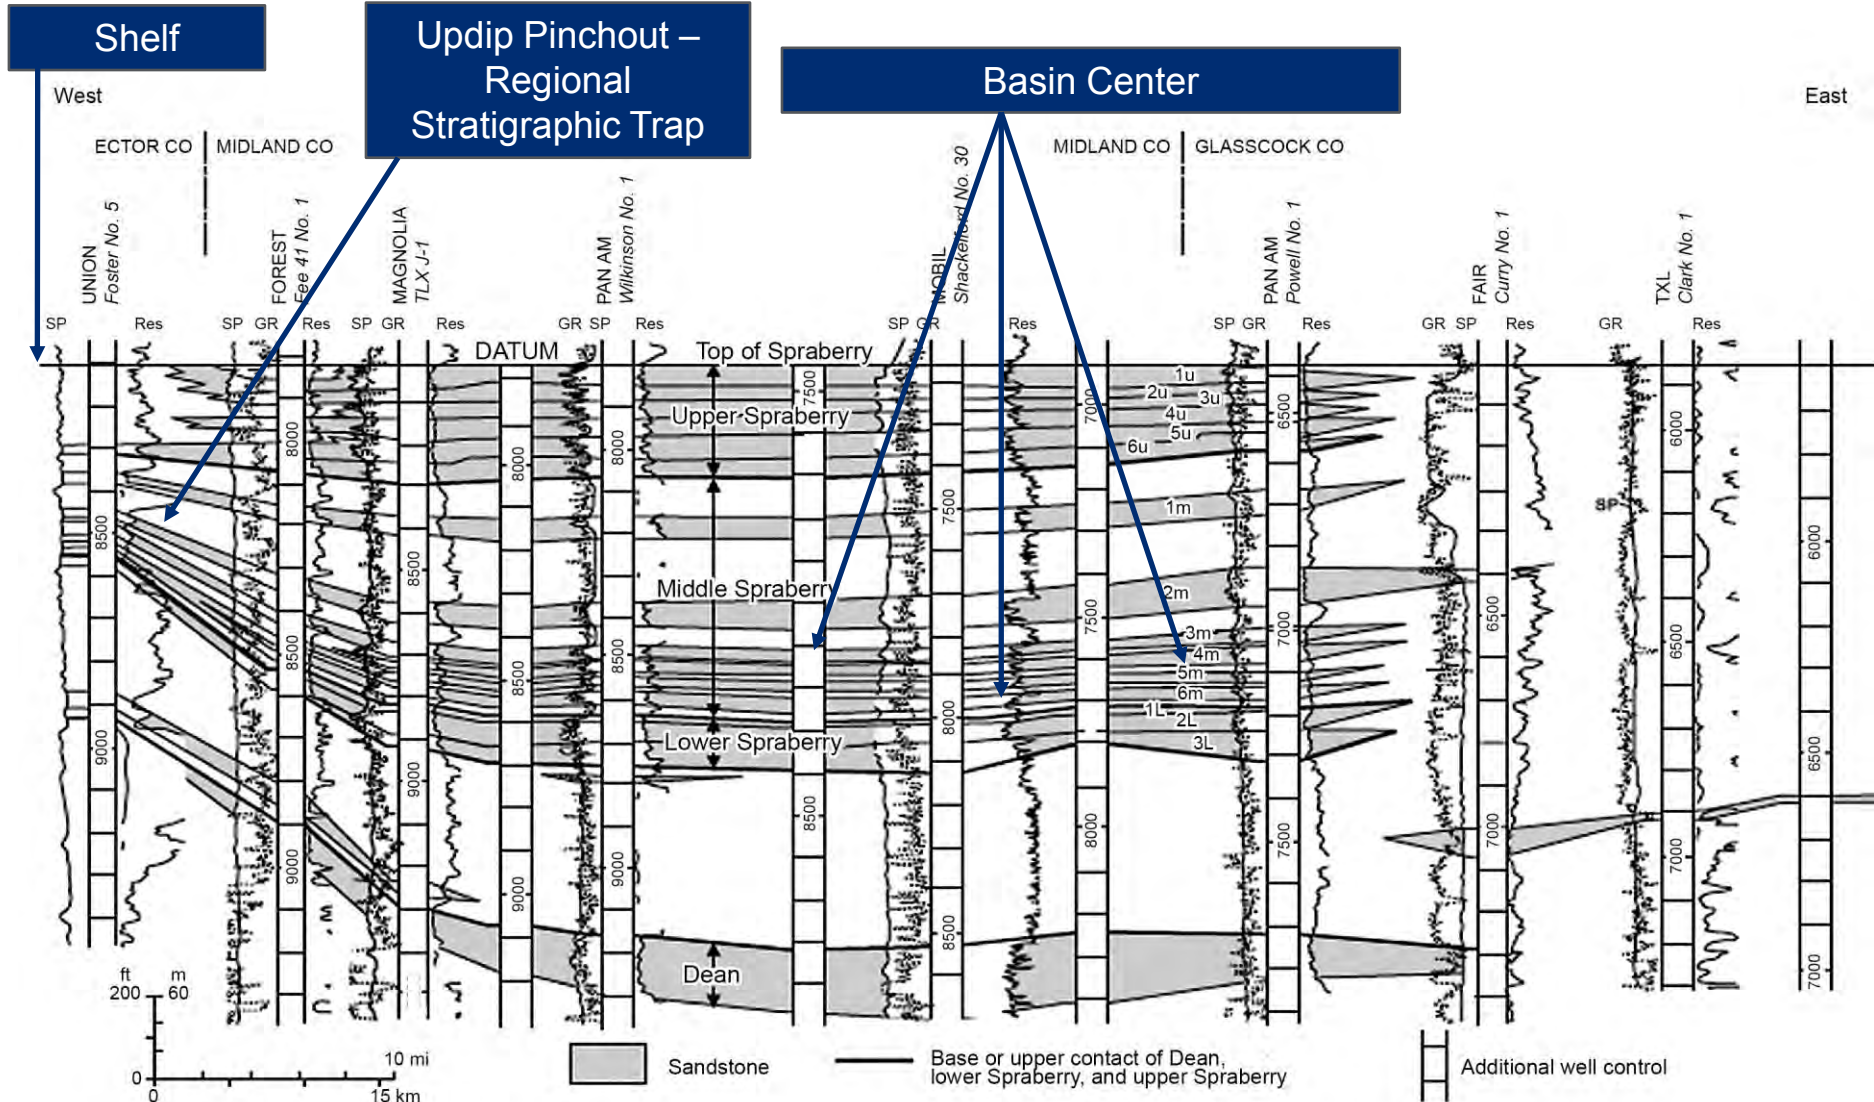 Shelf
Updip Pinchout –
Regional
Stratigraphic Trap
Basin Center
West
East
ECTOR CO
MIDLAND CO
MIDLAND CO
GLASSCOCK CO
UNION
Foster No. 5
FOREST
Fee 41 No. 1
MAGNOLIA
TLX J-1
PAN AM
Wilkinson No. 1
MOBIL
Shackelford No. 30
PAN AM
Powell No. 1
FAIR
Curry No. 1
TXL
Clark No. 1
SP
Res
SP
GR
Res
SP
GR
Res
GR
SP
Res
SP
GR
Res
SP
GR
Res
GR
SP
Res
GR
Res
DATUM
Top of Spraberry
Upper Spraberry
Middle Spraberry
Lower Spraberry
Dean
1u
2u
3u
4u
5u
6u
1m
2m
3m
4m
5m
6m
1L
2L
3L
SP
8500
9000
8000
8500
9000
8500
9000
8000
8500
9000
8000
8500
9000
7500
8500
7500
8000
8500
7000
7500
8000
6500
7000
7500
6500
7000
6000
6500
7000
6000
6500
7000
ft
m
200
60
0
10 mi
0
15 km
Sandstone
Base or upper contact of Dean,
lower Spraberry, and upper Spraberry
Additional well control